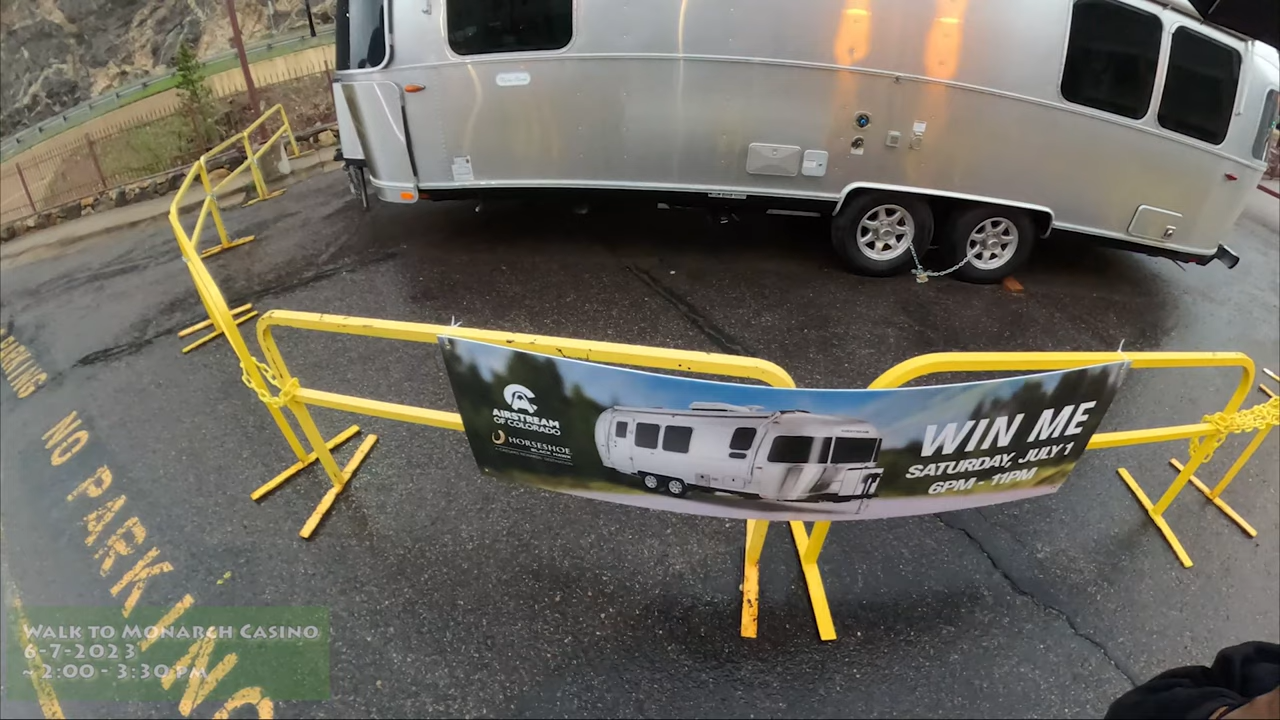 AIRSTREAM
OF COLORADO
HORSESHOE
BLACK HAWK
WIN ME
SATURDAY, JULY 1
6PM - 11PM
NO PARKING
WALK TO MONARCH CASINO
6-7-2023
~ 2:00 - 3:30 PM